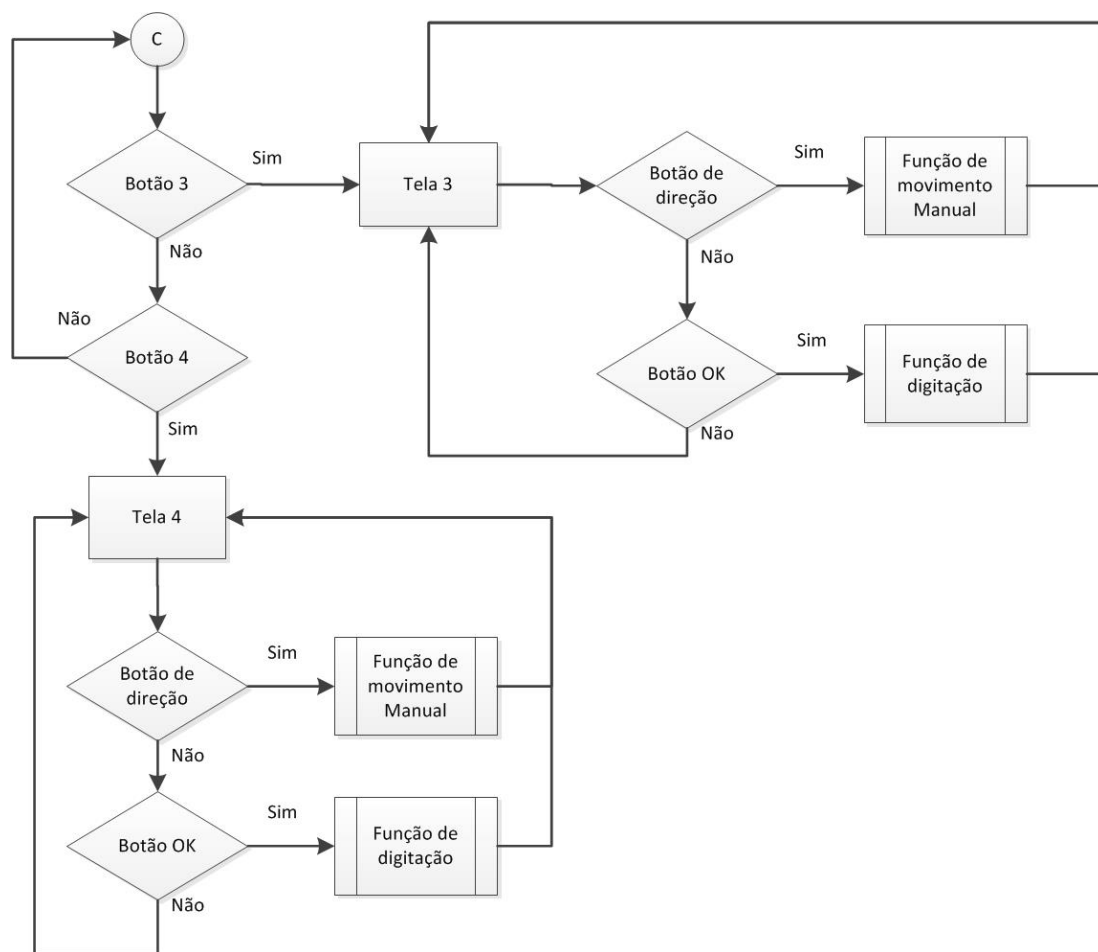 C
Botão 3
Sim
Não
Tela 3
Botão de
direção
Sim
Não
Função de
movimento
Manual
Botão 4
Não
Sim
Botão OK
Sim
Não
Função de
digitação
Tela 4
Botão de
direção
Sim
Não
Função de
movimento
Manual
Botão OK
Sim
Não
Função de
digitação